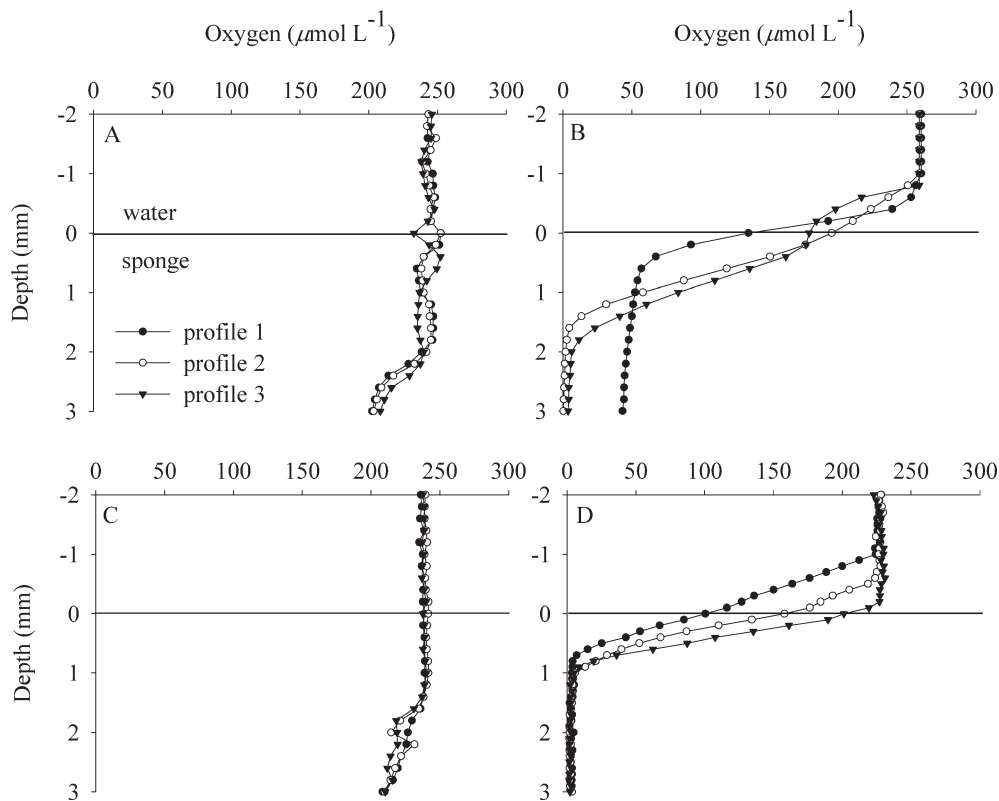 Oxygen (μmol L-1) Oxygen (μmol L-1)
0 50 100 150 200 250 300 0 50 100 150 200 250 300
-2 A -2 B
-1 -1
water
0 0
sponge
Depth (mm)
1 1
profile 1
2 profile 2 2
profile 3
3 3
0 50 100 150 200 250 300 0 50 100 150 200 250 300
-2 C -2 D
-1 -1
0 0
Depth (mm)
1 1
2 2
3 3